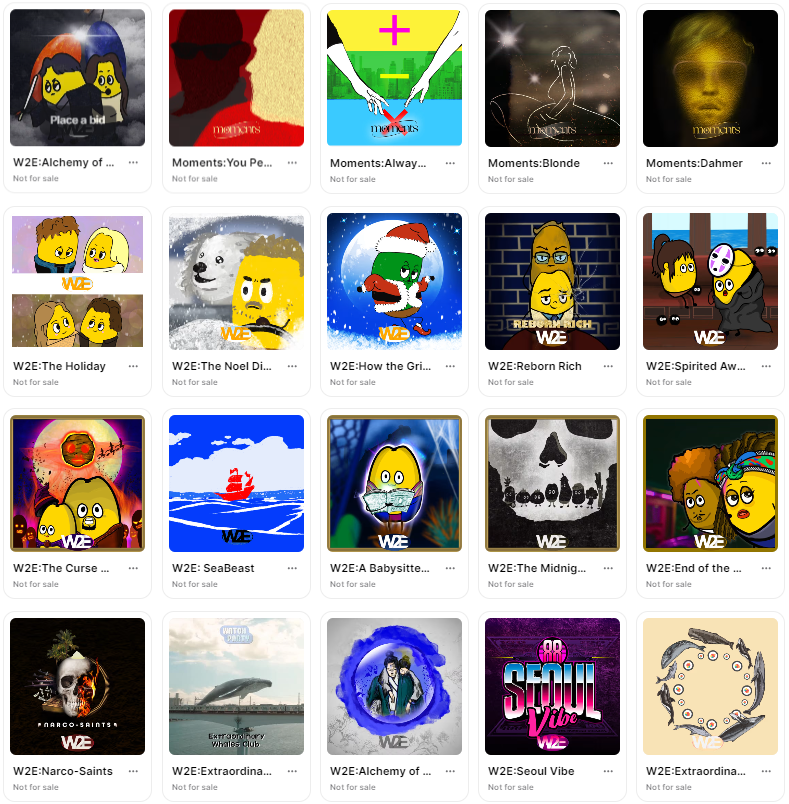 Place a bid
moments
moments
moments
moments
W2E:Alchemy of ...
Moments:You Pe...
Moments:Alway...
Moments:Blonde
Moments:Dahmer
Not for sale
Not for sale
Not for sale
Not for sale
Not for sale
W2E
W2E
W2E
REBORN RICH
W2E
W2E
W2E:The Holiday
W2E:The Noel Di...
W2E:How the Gri...
W2E:Reborn Rich
W2E:Spirited Aw...
Not for sale
Not for sale
Not for sale
Not for sale
Not for sale
W2E
W2E
W2E
W2E
W2E
W2E:The Curse ...
W2E: SeaBeast
W2E:A Babysitte...
W2E:The Midnig...
W2E:End of the ...
Not for sale
Not for sale
Not for sale
Not for sale
Not for sale
NARCO-SAINTS
W2E
Extraordinary
Whales Club
W2E
88
SEOUL
Vibe
W2E
W2E
W2E:Narco-Saints
W2E:Extraordina...
W2E:Alchemy of ...
W2E:Seoul Vibe
W2E:Extraordina...
Not for sale
Not for sale
Not for sale
Not for sale
Not for sale